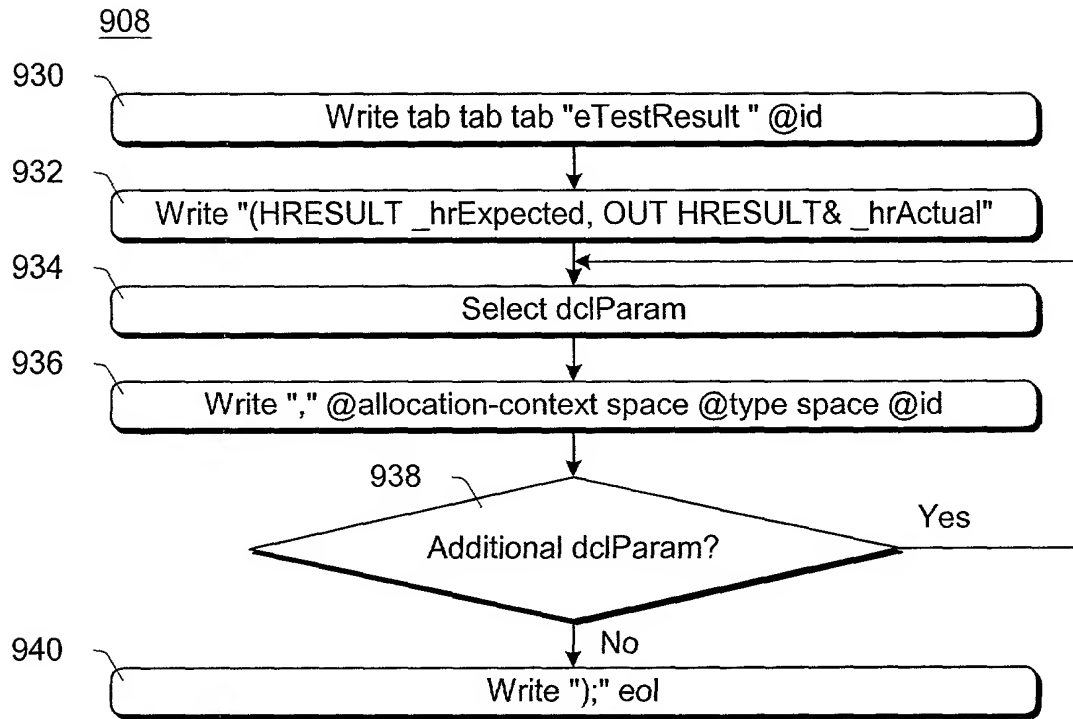 908
930
Write tab tab tab "eTestResult " @id
932
Write "(HRESULT _hrExpected, OUT HRESULT& _hrActual"
934
Select dclParam
936
Write "," @allocation-context space @type space @id
938
Additional dclParam?
Yes
No
940
Write ");" eol